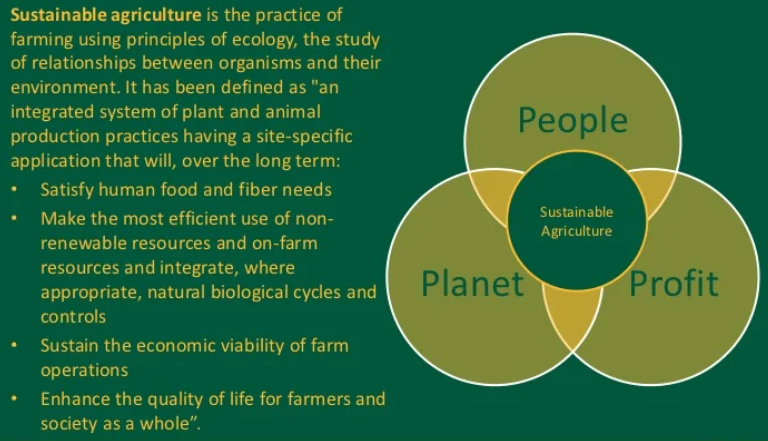 Sustainable agriculture is the practice of
farming using principles of ecology, the study
of relationships between organisms and their
environment. It has been defined as "an
integrated system of plant and animal
production practices having a site-specific
application that will, over the long term:
• Satisfy human food and fiber needs
• Make the most efficient use of non-
renewable resources and on-farm
resources and integrate, where
appropriate, natural biological cycles and
controls
• Sustain the economic viability of farm
operations
• Enhance the quality of life for farmers and
society as a whole”.
People
Sustainable
Agriculture
Planet
Profit